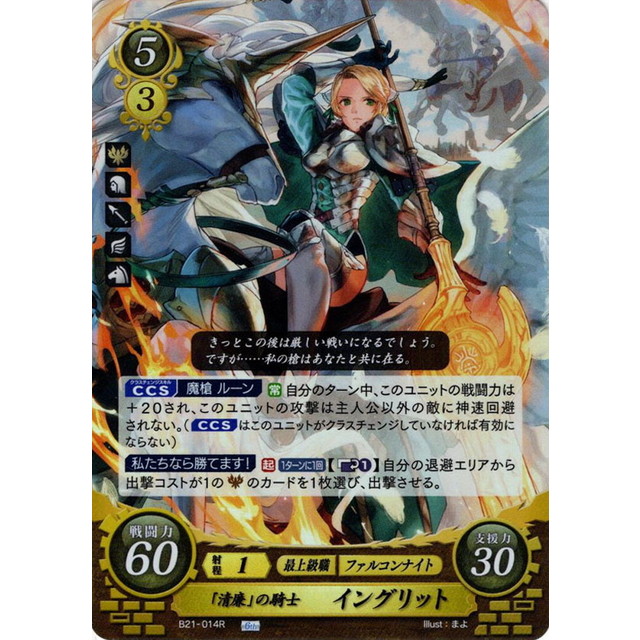 5
3
きっとこの後は厳しい戦いになるでしょう。
ですが……私の槍はあなたと共に在る。
クラスチェンジスキル
CCS 魔槍 ルーン 常 自分のターン中、このユニットの戦闘力は
＋20され、このユニットの攻撃は主人公以外の敵に神速回避
されない。（CCSはこのユニットがクラスチェンジしていなければ有効に
ならない）
私たちなら勝てます! 起 1ターンに1回【1】自分の退避エリアから
出撃コストが1のカードを1枚選び、出撃させる。
戦闘力
60
射程 1 最上級職 ファルコンナイト
支援力
30
「清廉」の騎士 イングリット
B21-014R
Illust：まよ